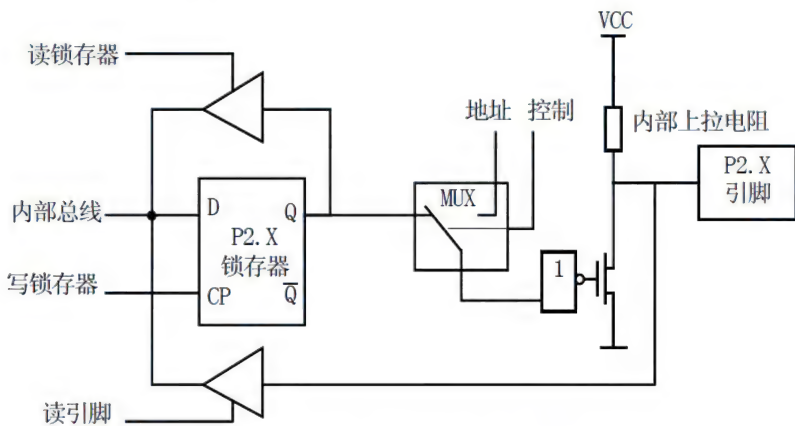 VCC
读锁存器
地址 控制
内部上拉电阻
P2.X
引脚
MUX
内部总线
D Q
P2.X
锁存器
1
写锁存器
CP Q̅
读引脚